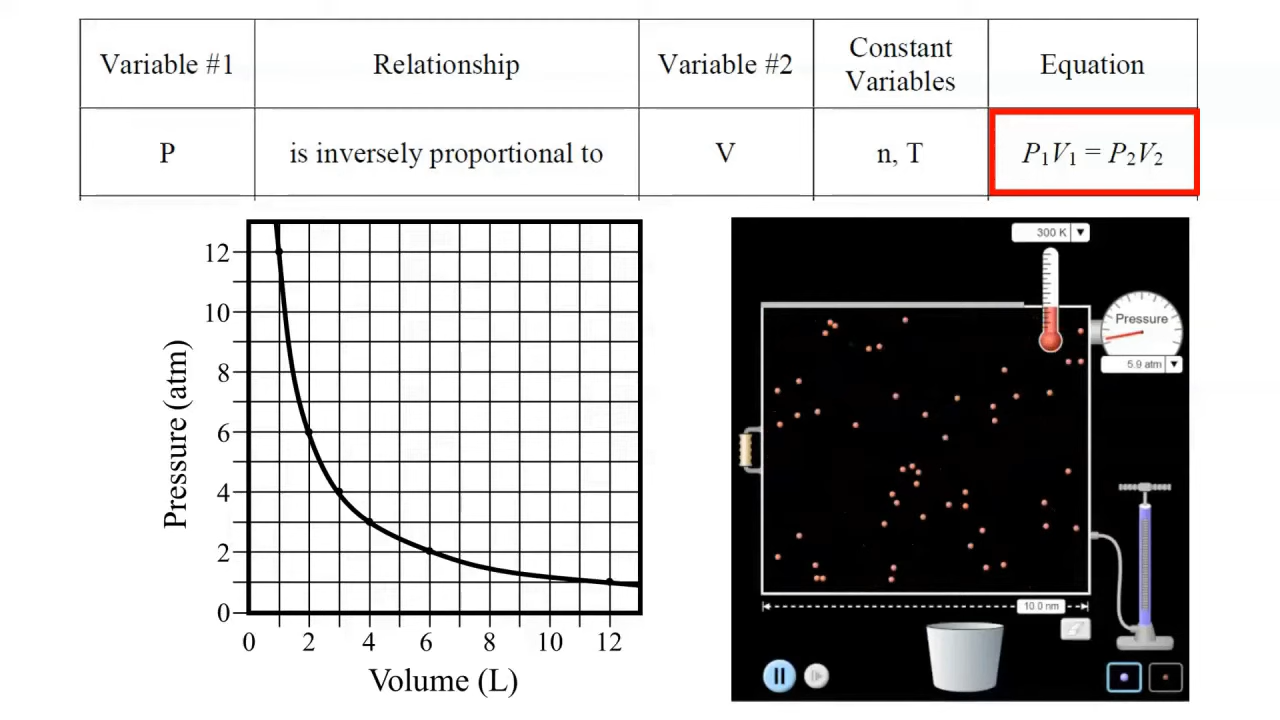 Variable #1
Relationship
Variable #2
Constant
Variables
Equation
P
is inversely proportional to
V
n, T
P₁V₁ = P₂V₂
12
10
8
6
4
2
0
Pressure (atm)
0 2 4 6 8 10 12
Volume (L)
300 K
Pressure
5.9 atm
10.0 nm